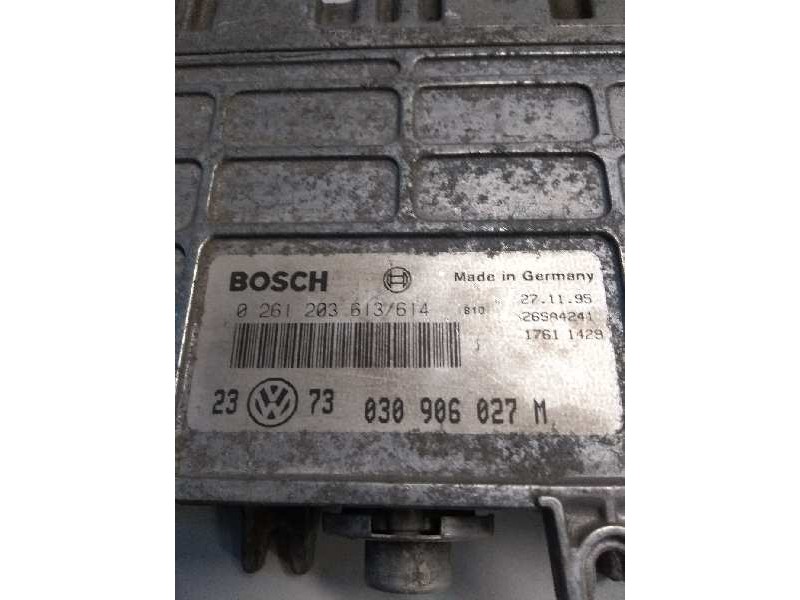 BOSCH Made in Germany
0 261 203 613/614 810 27.11.95
26SA4241
1761 1429
23 VW 73 030 906 027 M